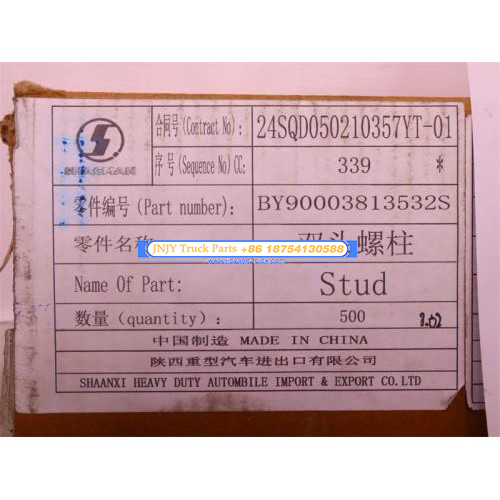 合同号(Contract No): 24SQD050210357YT-01
序号(Sequence No)CC: 339 *
SHACMAN
零件编号(Part number): BY90003813532S
零件名称 双头螺柱
JNJY Truck Parts +86 18754130588
Name Of Part: Stud
数量(quantity): 500
中国制造 MADE IN CHINA
陕西重型汽车进出口有限公司
SHAANXI HEAVY DUTY AUTOMBILE IMPORT & EXPORT CO.LTD